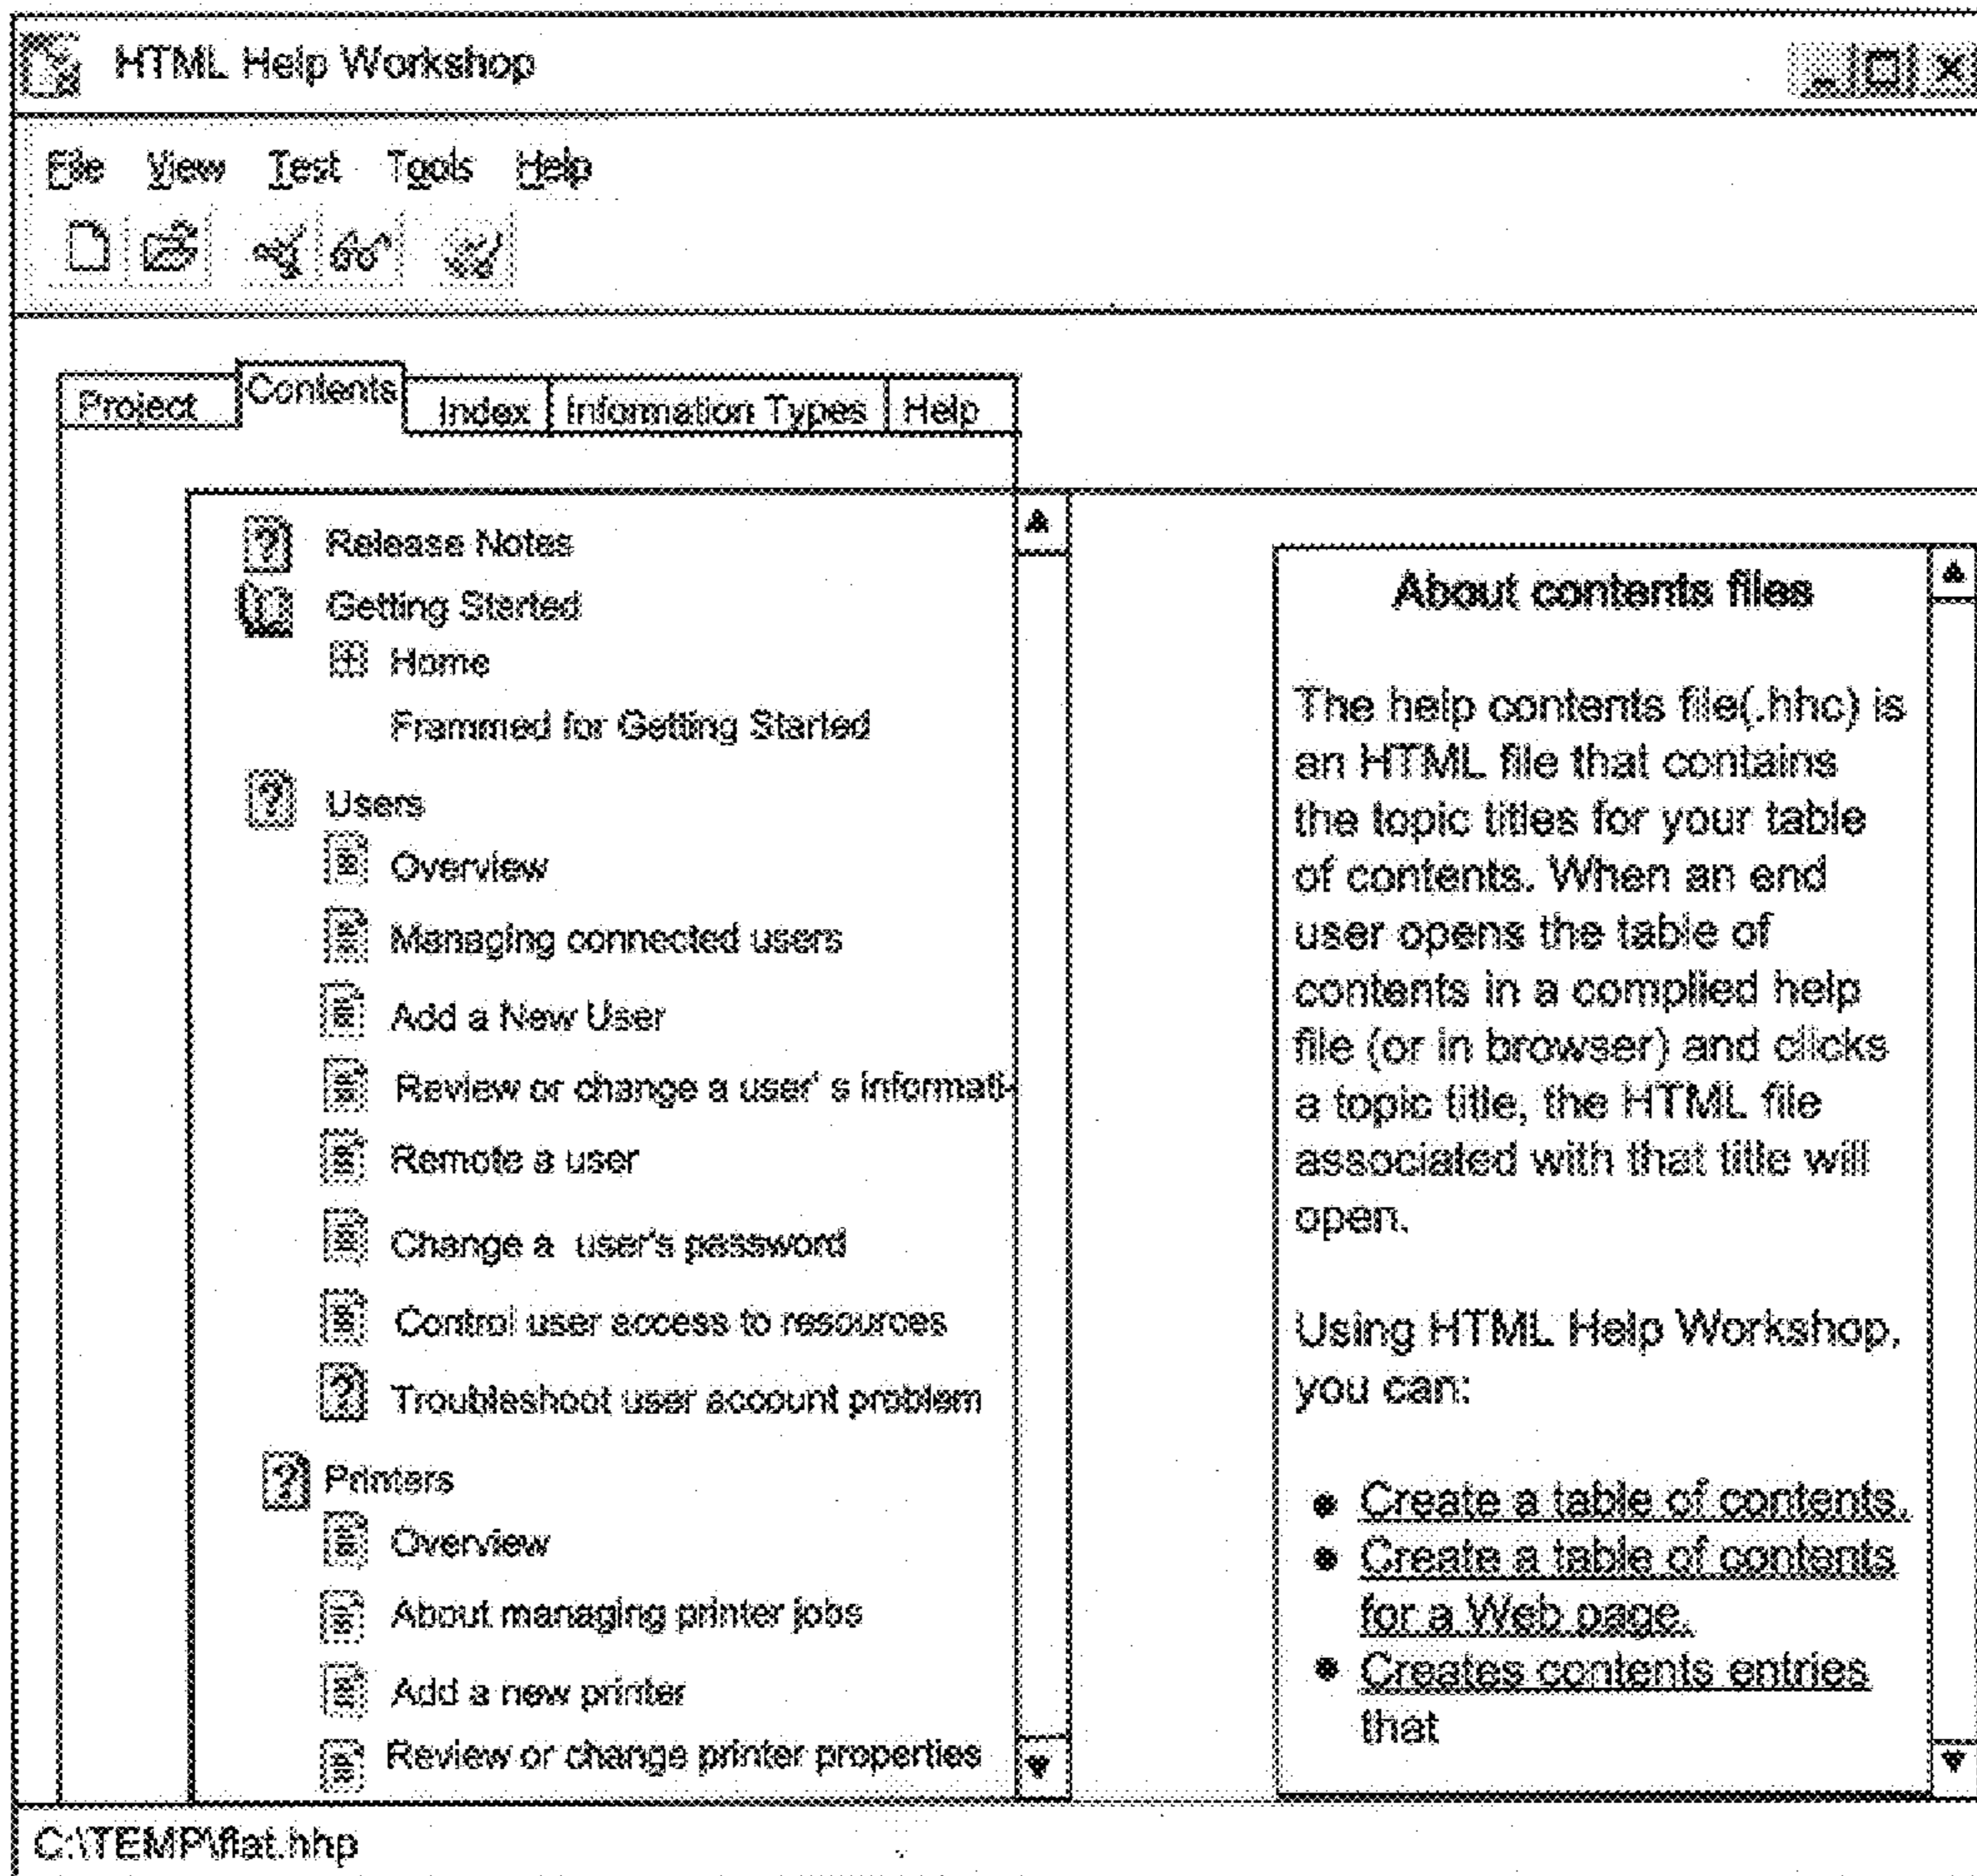 HTML Help Workshop
File View Test Tools Help
Project Contents Index Information Types Help
Release Notes
Getting Started
Home
Frammed for Getting Started
Users
Overview
Managing connected users
Add a New User
Review or change a user' s informati-
Remote a user
Change a user's password
Control user access to resources
Troubleshoot user account problem
Printers
Overview
About managing printer jobs
Add a new printer
Review or change printer properties
About contents files
The help contents file(.hhc) is
an HTML file that contains
the topic titles for your table
of contents. When an end
user opens the table of
contents in a complied help
file (or in browser) and clicks
a topic title, the HTML file
associated with that title will
open.
Using HTML Help Workshop,
you can:
• Create a table of contents.
• Create a table of contents
for a Web page.
• Creates contents entries
that
C:\TEMP\flat.hhp